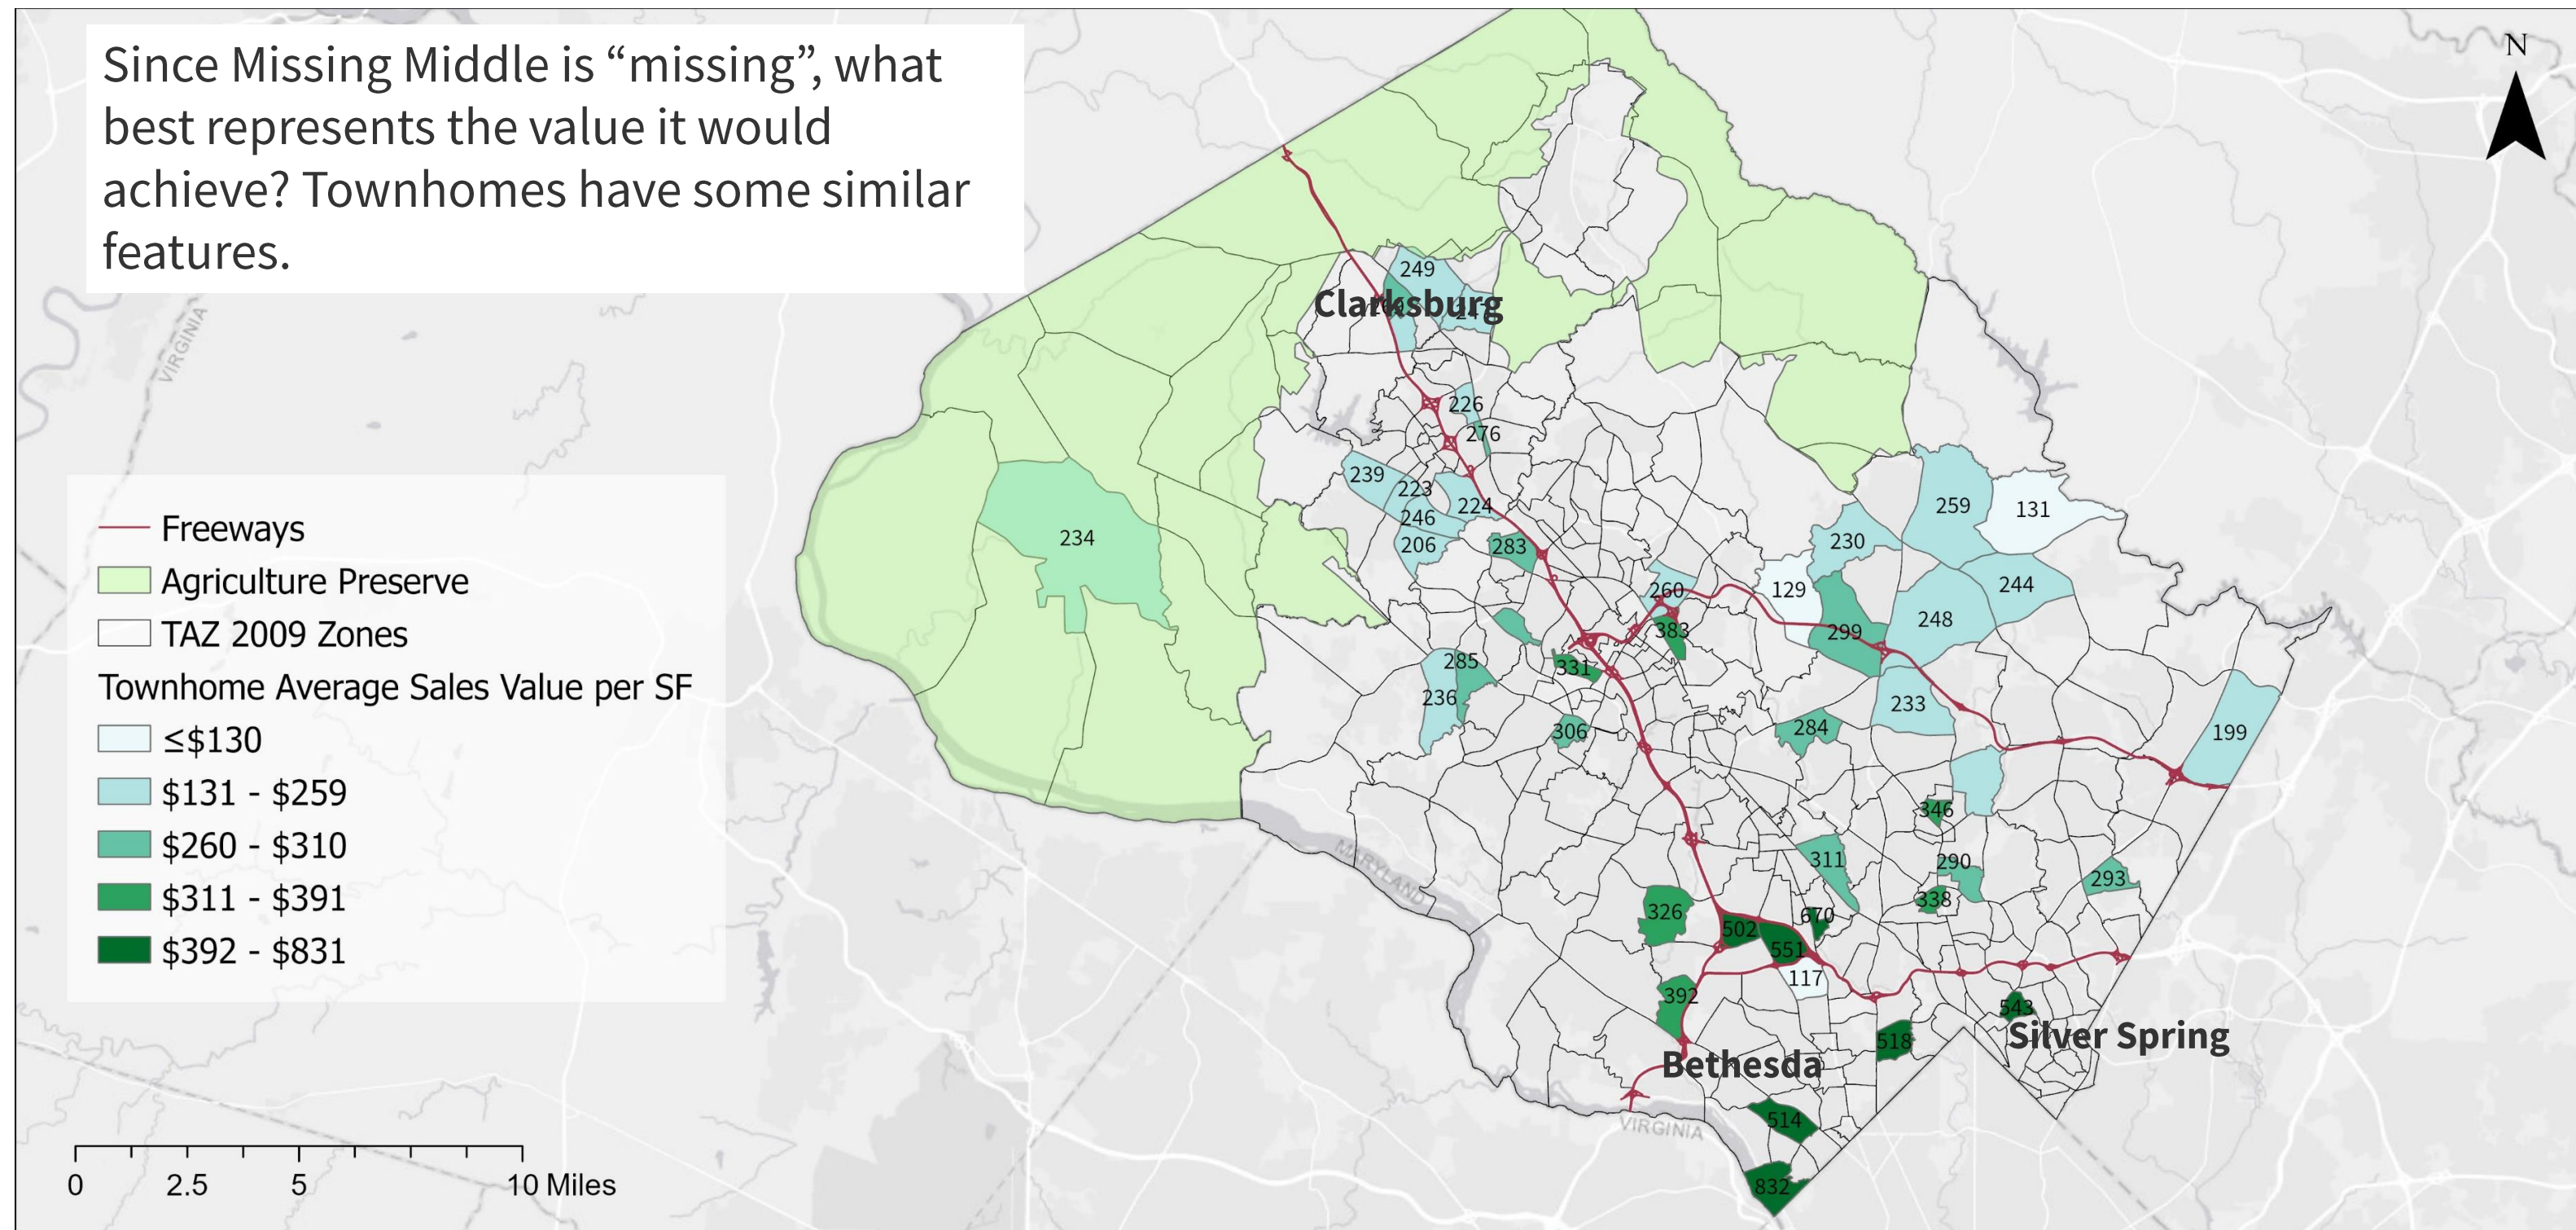 Since Missing Middle is “missing”, what
best represents the value it would
achieve? Townhomes have some similar
features.
N
VIRGINIA
249
Clarksburg
226
276
239
223
224
246
206
283
234
259
131
230
260
129
244
248
299
383
285
331
236
233
306
284
199
346
311
290
293
338
326
670
502
551
117
392
543
Silver Spring
518
Bethesda
514
832
MARYLAND
VIRGINIA
Freeways
Agriculture Preserve
TAZ 2009 Zones
Townhome Average Sales Value per SF
≤$130
$131 - $259
$260 - $310
$311 - $391
$392 - $831
0 2.5 5 10 Miles